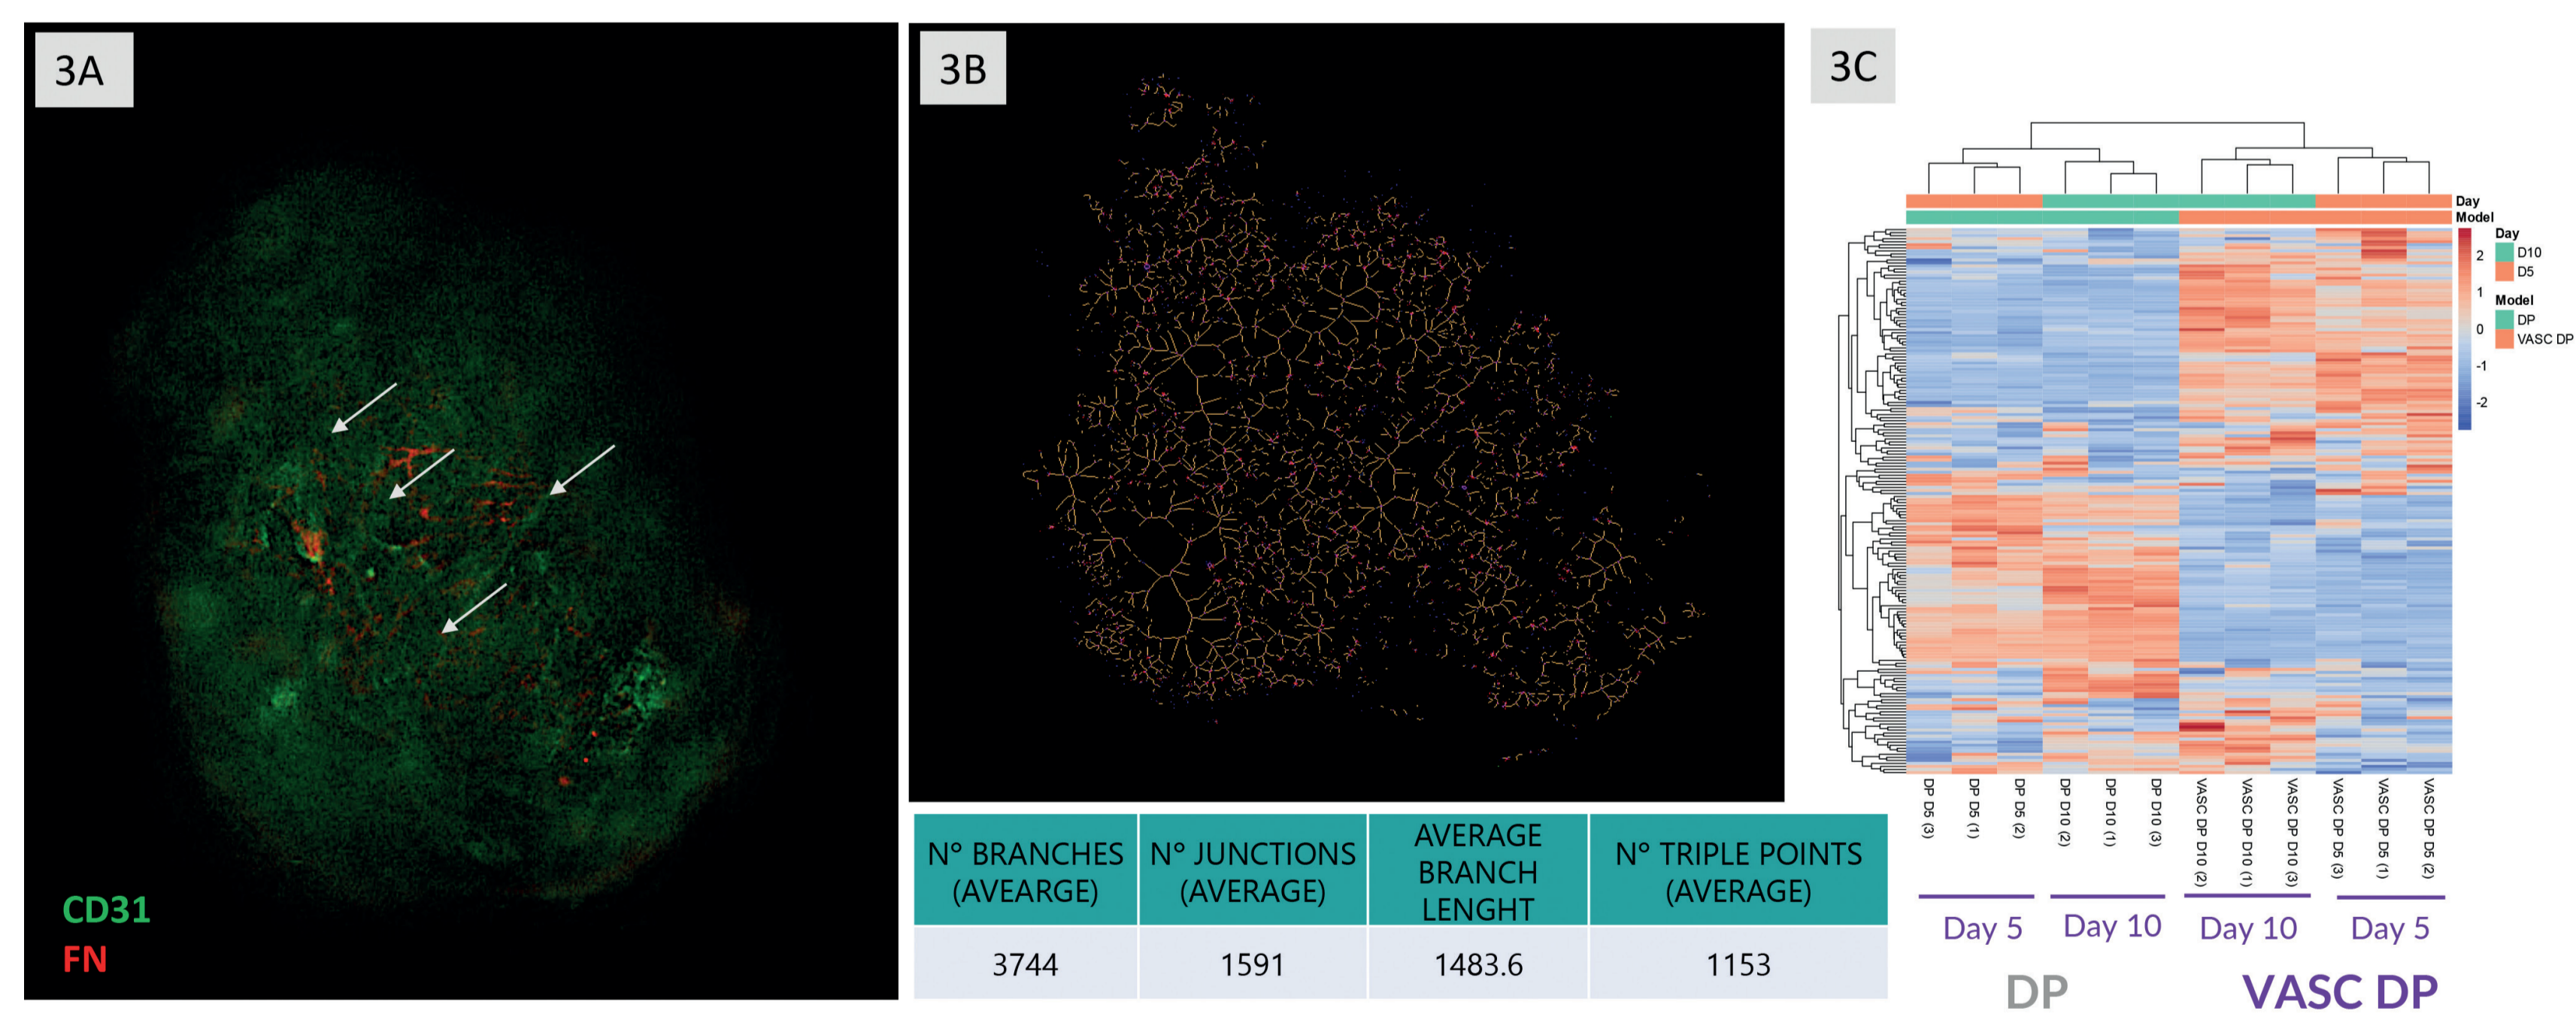 3A
CD31
FN
3B
N° BRANCHES
(AVEARGE)
N° JUNCTIONS
(AVERAGE)
AVERAGE
BRANCH
LENGHT
N° TRIPLE POINTS
(AVERAGE)
3744
1591
1483.6
1153
3C
Day
Model
2
1
0
-1
-2
Day
D10
D5
Model
DP
VASC DP
DP D5 (3)
DP D5 (1)
DP D5 (2)
DP D10 (2)
DP D10 (1)
DP D10 (3)
VASC DP D10 (2)
VASC DP D10 (1)
VASC DP D10 (3)
VASC DP D5 (3)
VASC DP D5 (1)
VASC DP D5 (2)
Day 5
Day 10
Day 10
Day 5
DP
VASC DP